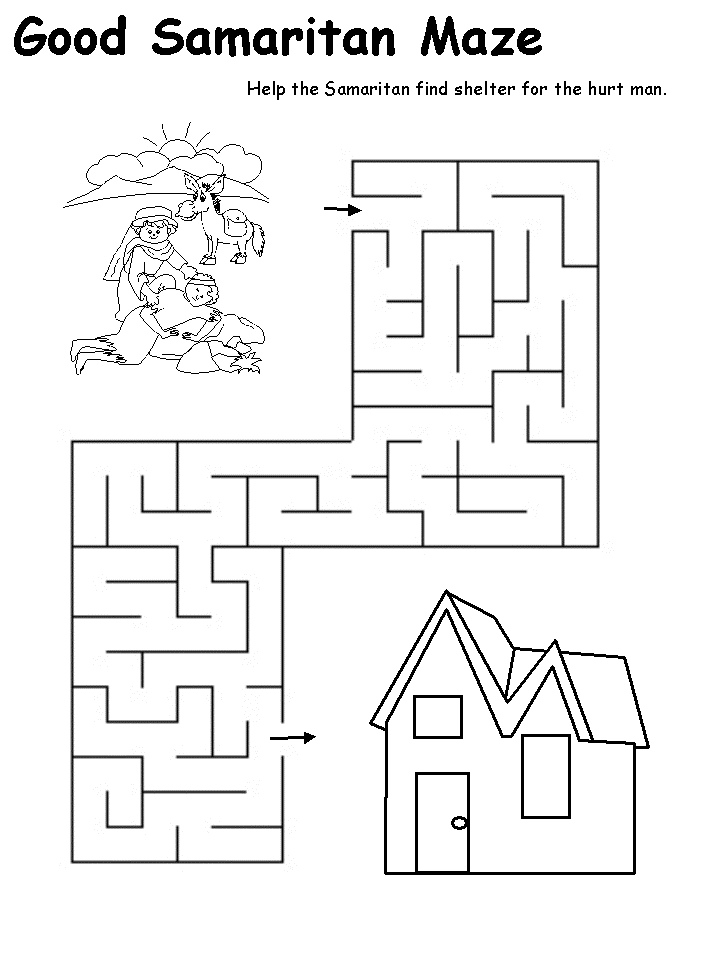 Good Samaritan Maze
Help the Samaritan find shelter for the hurt man.